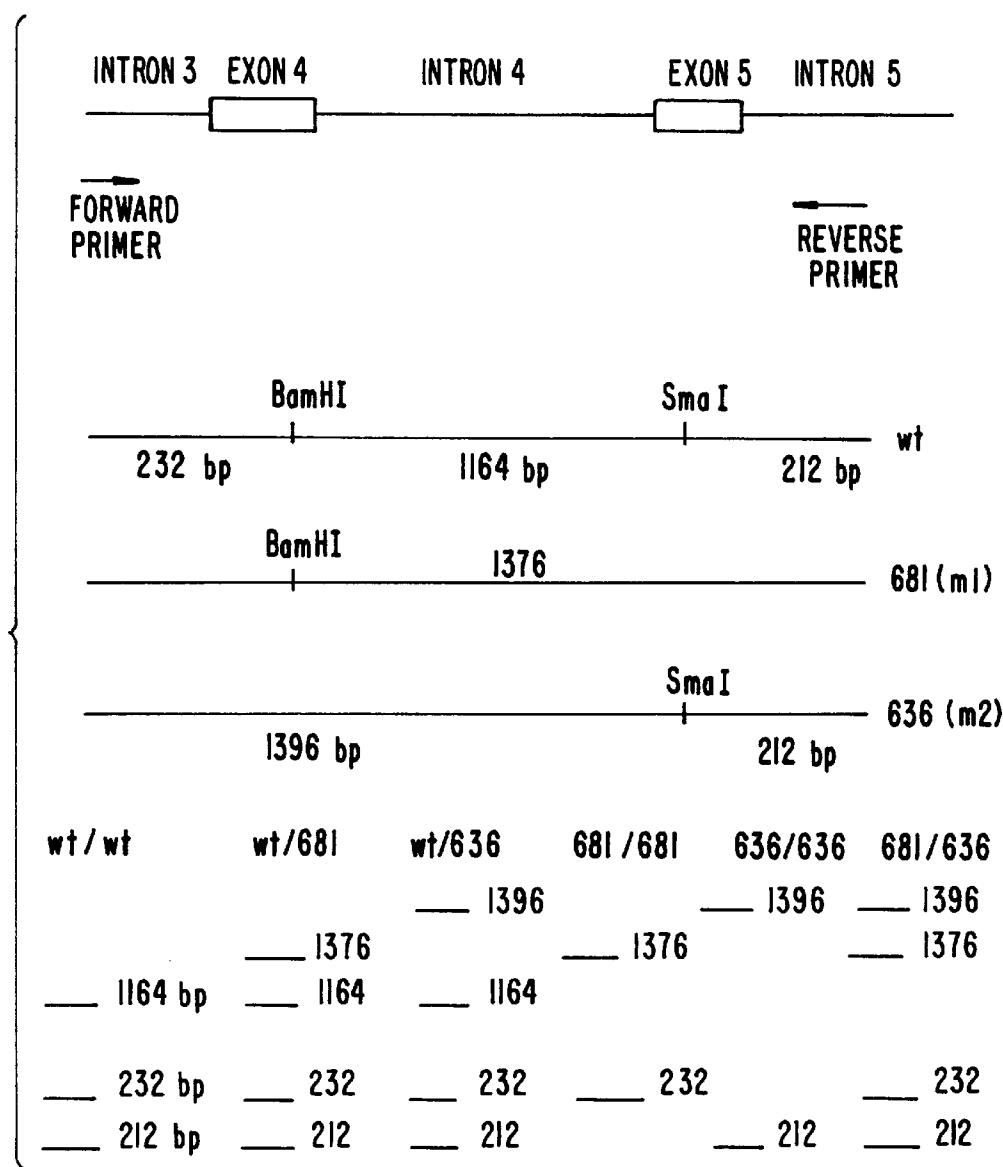 INTRON 3 EXON 4 INTRON 4 EXON 5 INTRON 5
FORWARD
PRIMER
REVERSE
PRIMER
BamHI SmaI
wt
232 bp 1164 bp 212 bp
BamHI
1376
681 (m1)
SmaI
636 (m2)
1396 bp 212 bp
wt/wt wt/681 wt/636 681/681 636/636 681/636
1396 1396 1396
1376 1376 1376
1164 bp 1164 1164
232 bp 232 232 232 232
212 bp 212 212 212 212